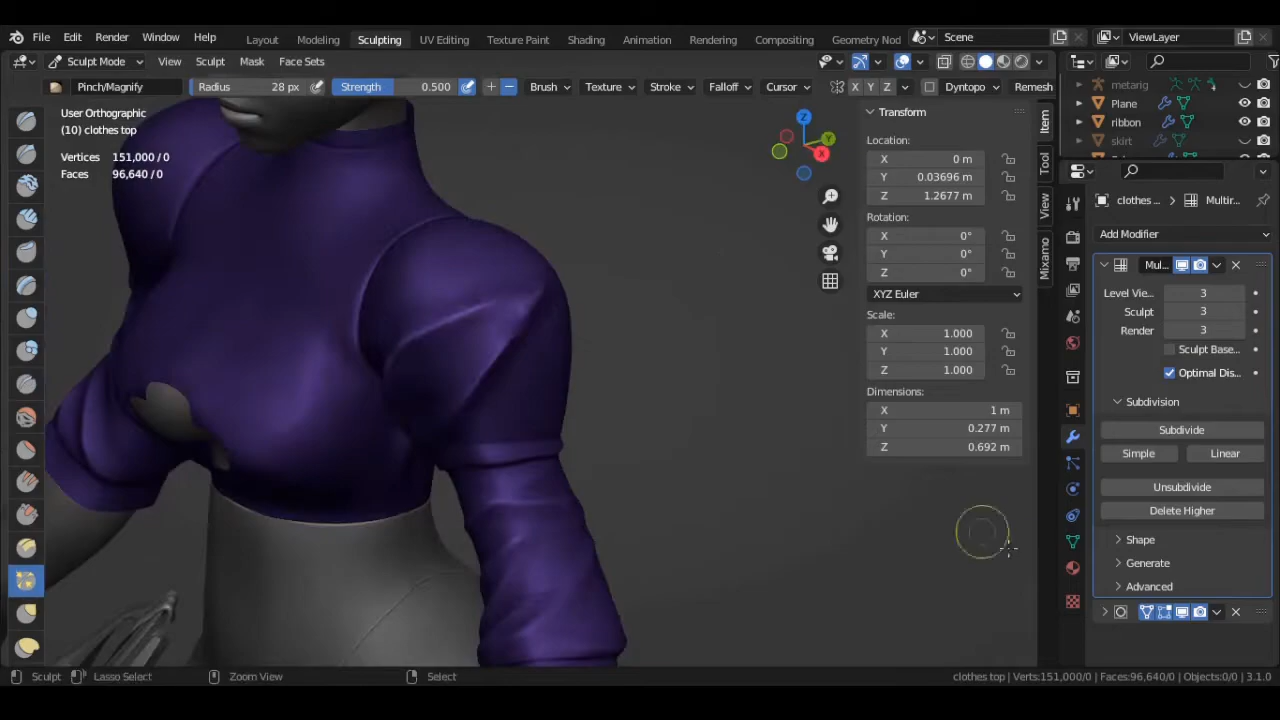 File Edit Render Window Help Layout Modeling Sculpting UV Editing Texture Paint Shading Animation Rendering Compositing Geometry Nod Scene ViewLayer
Sculpt Mode View Sculpt Mask Face Sets
Pinch/Magnify Radius 28 px Strength 0.500 Brush Texture Stroke Falloff Cursor X Y Z Dyntopo Remesh
User Orthographic
(10) clothes top
Vertices 151,000 / 0
Faces 96,640 / 0
Z
Y
X
Transform
Location:
X 0 m
Y 0.03696 m
Z 1.2677 m
Rotation:
X 0°
Y 0°
Z 0°
XYZ Euler
Scale:
X 1.000
Y 1.000
Z 1.000
Dimensions:
X 1 m
Y 0.277 m
Z 0.692 m
Item
Tool
View
Mixamo
metarig
Plane
ribbon
skirt
clothes ... Multir...
Add Modifier
Mul...
Level Vie... 3
Sculpt 3
Render 3
Sculpt Base...
Optimal Dis...
Subdivision
Subdivide
Simple Linear
Unsubdivide
Delete Higher
Shape
Generate
Advanced
Sculpt Lasso Select Zoom View Select clothes top | Verts:151,000/0 | Faces:96,640/0 | Objects:0/0 | 3.1.0